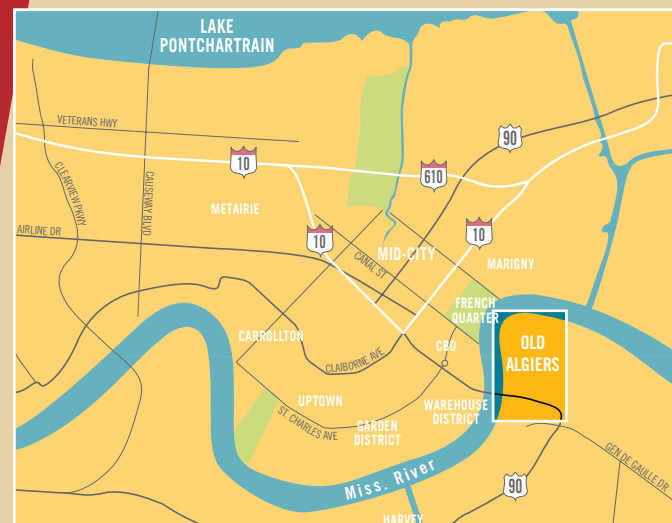 LAKE
PONTCHARTRAIN
VETERANS HWY
90
10
610
CLEARVIEW PKWY
CAUSEWAY BLVD
METAIRIE
AIRLINE DR
10
10
MID-CITY
CANAL ST
MARIGNY
FRENCH
QUARTER
CARROLLTON
CBD
OLD
ALGIERS
CLAIBORNE AVE
UPTOWN
ST. CHARLES AVE
WAREHOUSE
DISTRICT
GARDEN
DISTRICT
GEN DE GAULLE DR
Miss. River
90
HARVEY